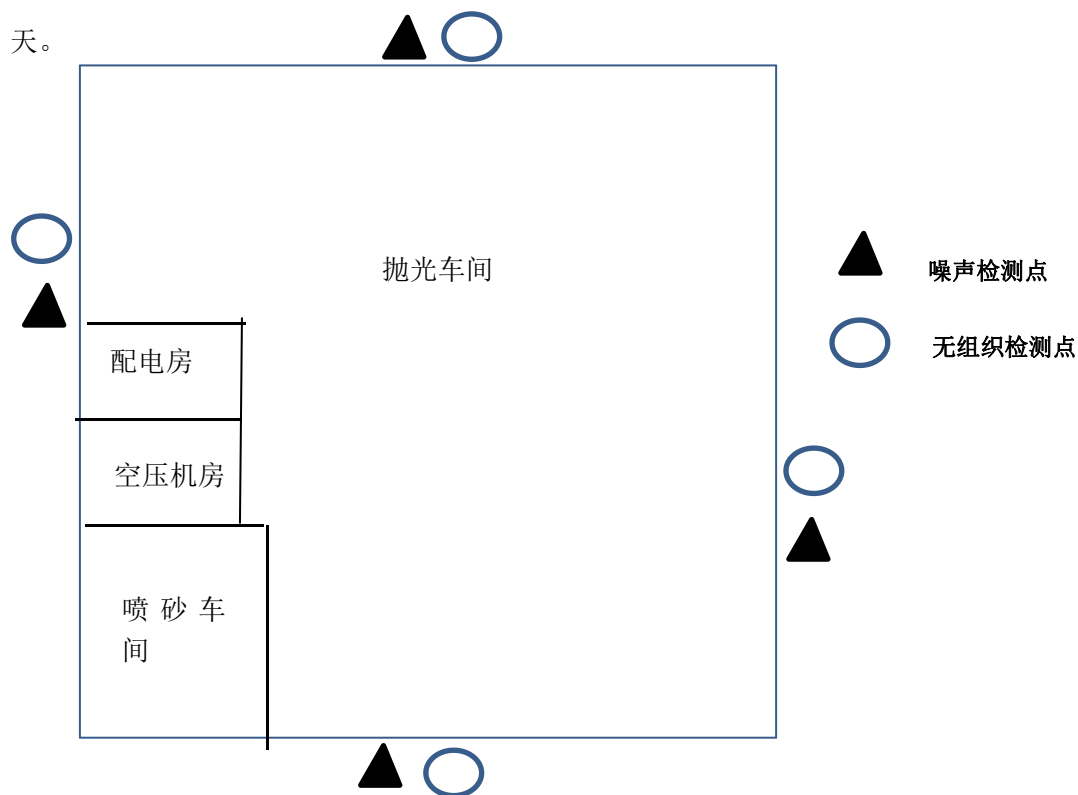 天。
抛光车间
噪声检测点
无组织检测点
配电房
空压机房
喷 砂 车
间